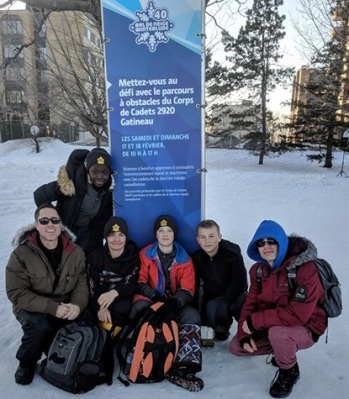 40
BAL DE NEIGE
WINTERLUDE
Mettez-vous au
défi avec le parcours
à obstacles du Corps
de Cadets 2920
Gatineau
LES SAMEDI ET DIMANCHE
17 ET 18 FÉVRIER,
DE 10 H À 17 H